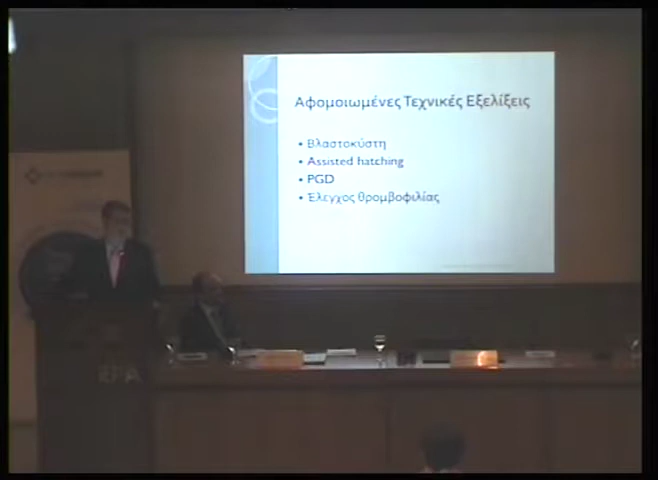 Αφομοιωμένες Τεχνικές Εξελίξεις
• Βλαστοκύστη
• Assisted hatching
• PGD
• Έλεγχος θρομβοφιλίας